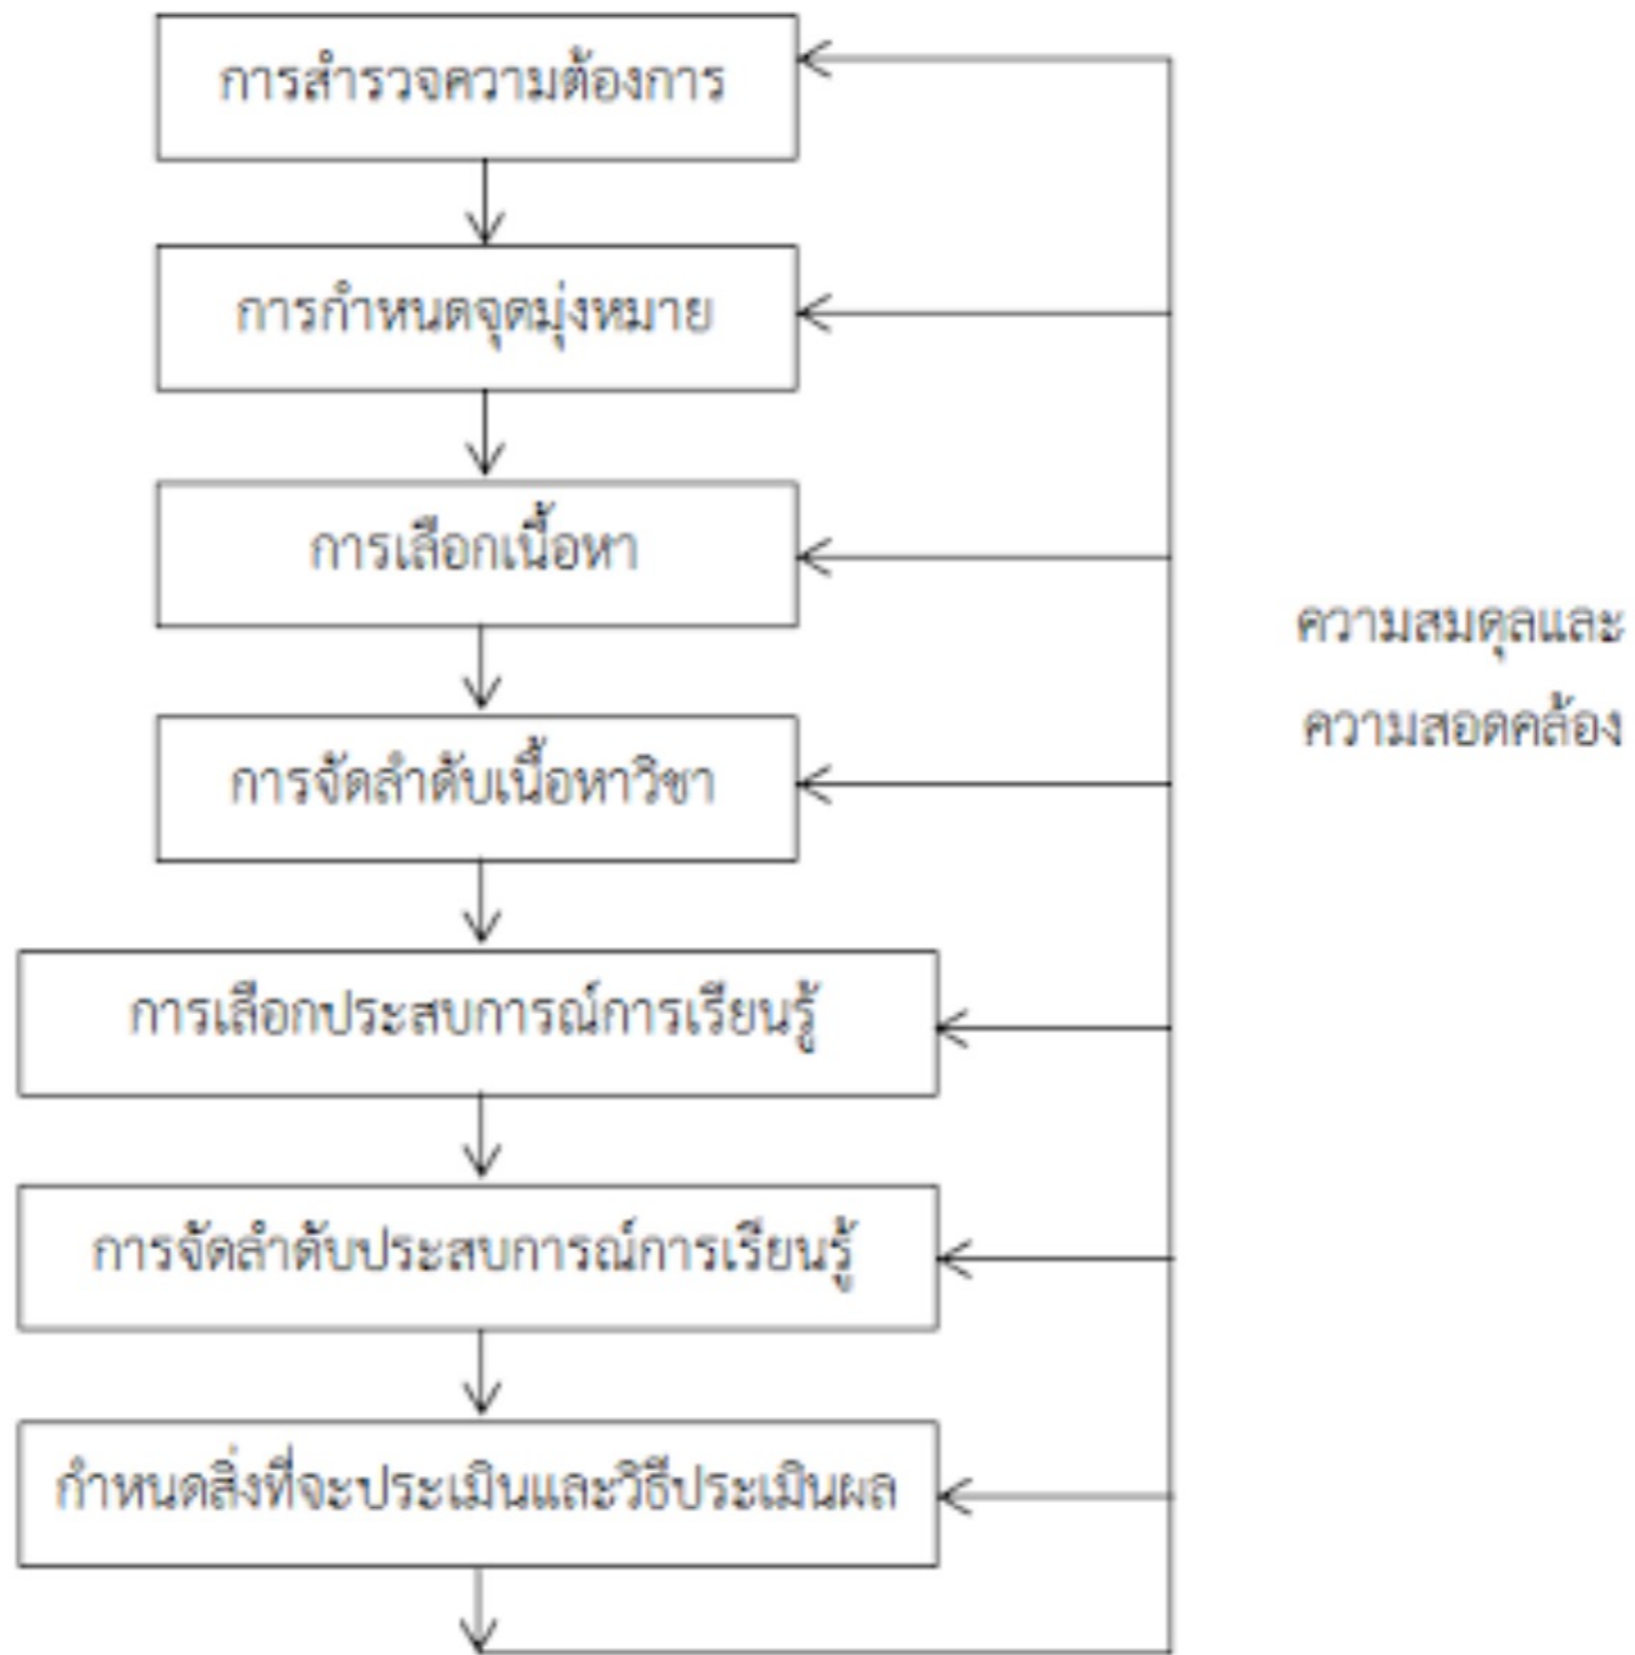 การสำรวจความต้องการ
การกำหนดจุดมุ่งหมาย
การเลือกเนื้อหา
ความสมดุลและ
ความสอดคล้อง
การจัดลำดับเนื้อหาวิชา
การเลือกประสบการณ์การเรียนรู้
การจัดลำดับประสบการณ์การเรียนรู้
กำหนดสิ่งที่จะประเมินและวิธีประเมินผล